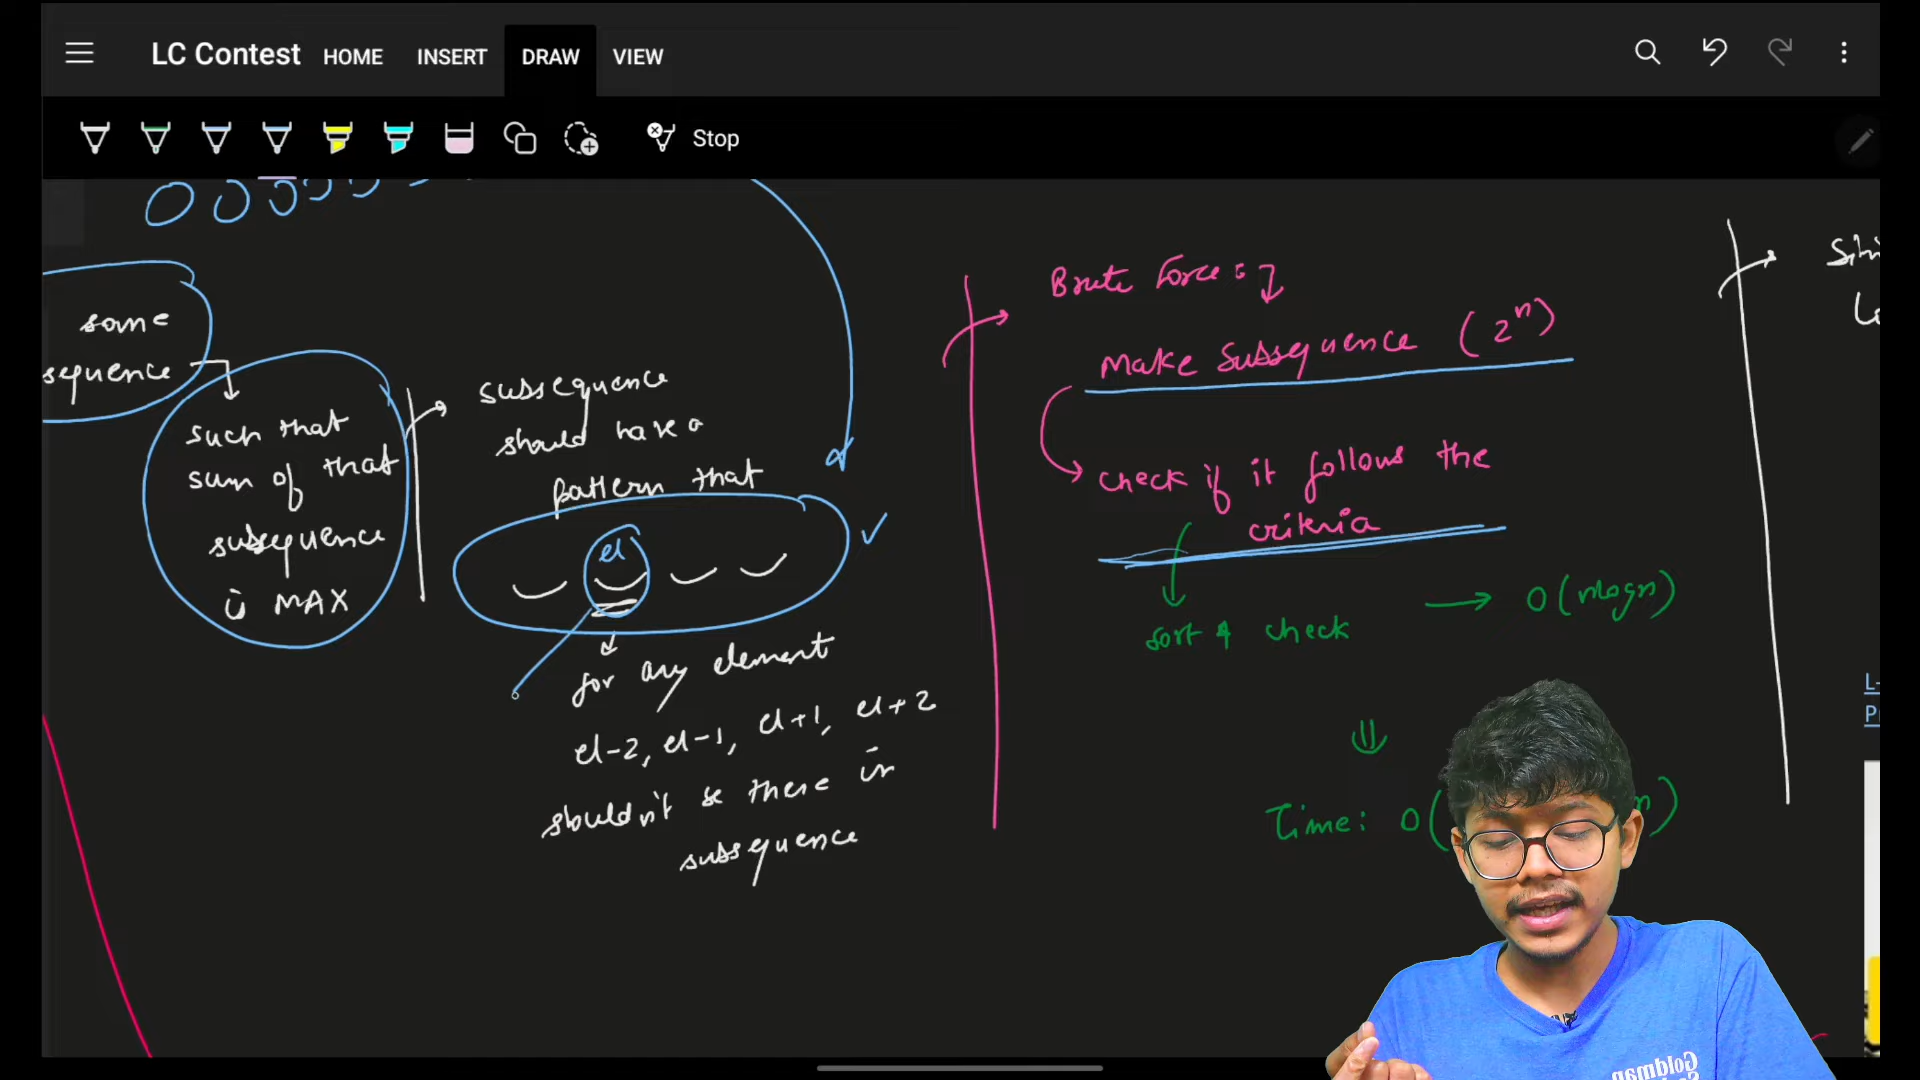 LC Contest HOME INSERT DRAW VIEW
Stop
some
sequence
such that
sum of that
subsequence
is MAX
subsequence
should have a
pattern that
el
for any element
el-2, el-1, el+1, el+2
shouldn't be there in
subsequence
Brute Force:
Make Subsequence (2ⁿ)
check if it follows the
criteria
sort & check → O(nlogn)
Time: O(
n)
L-
P
Goldman